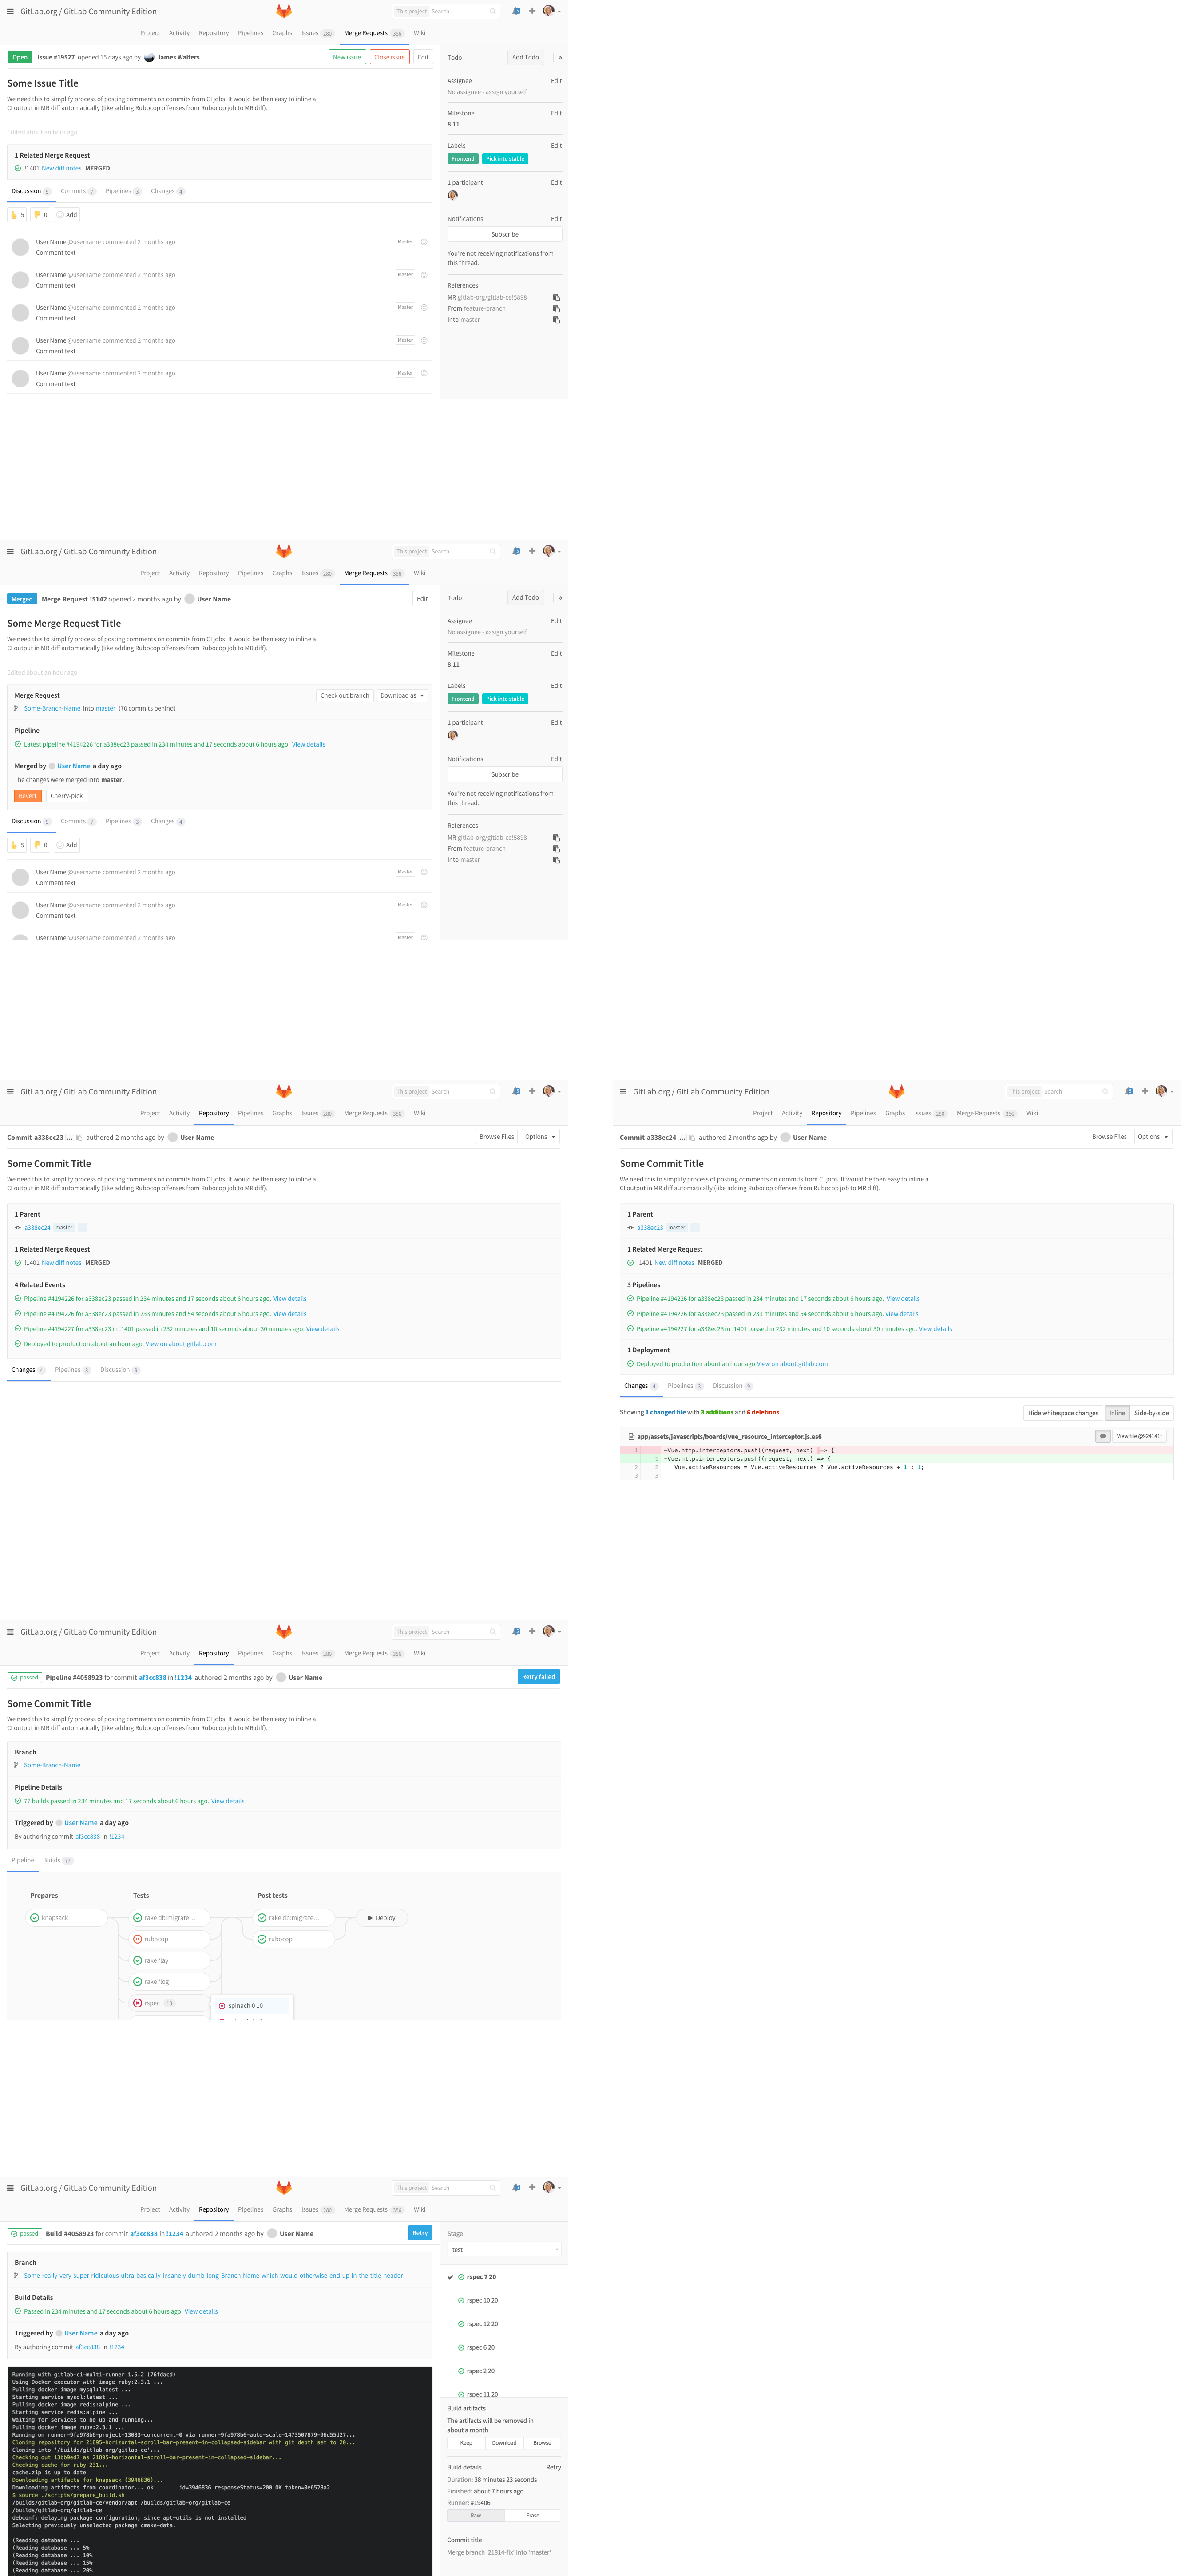 GitLab.org / GitLab Community Edition
This project Search
Project Activity Repository Pipelines Graphs Issues 280 Merge Requests 356 Wiki
Open Issue #19527 opened 15 days ago by James Walters New issue Close issue Edit
Some Issue Title
We need this to simplify process of posting comments on commits from CI jobs. It would be then easy to inline a
CI output in MR diff automatically (like adding Rubocop offenses from Rubocop job to MR diff).
Edited about an hour ago
1 Related Merge Request
!1401 New diff notes MERGED
Discussion 9 Commits 7 Pipelines 3 Changes 4
5 0 Add
User Name @username commented 2 months ago Master
Comment text
User Name @username commented 2 months ago Master
Comment text
User Name @username commented 2 months ago Master
Comment text
User Name @username commented 2 months ago Master
Comment text
User Name @username commented 2 months ago Master
Comment text
Todo Add Todo »
Assignee Edit
No assignee - assign yourself
Milestone Edit
8.11
Labels Edit
Frontend Pick into stable
1 participant Edit
Notifications Edit
Subscribe
You're not receiving notifications from
this thread.
References
MR gitlab-org/gitlab-ce!5898
From feature-branch
Into master
GitLab.org / GitLab Community Edition
This project Search
Project Activity Repository Pipelines Graphs Issues 280 Merge Requests 356 Wiki
Merged Merge Request !5142 opened 2 months ago by User Name Edit
Some Merge Request Title
We need this to simplify process of posting comments on commits from CI jobs. It would be then easy to inline a
CI output in MR diff automatically (like adding Rubocop offenses from Rubocop job to MR diff).
Edited about an hour ago
Merge Request Check out branch Download as
Some-Branch-Name into master (70 commits behind)
Pipeline
Latest pipeline #4194226 for a338ec23 passed in 234 minutes and 17 seconds about 6 hours ago. View details
Merged by User Name a day ago
The changes were merged into master.
Revert Cherry-pick
Discussion 9 Commits 7 Pipelines 3 Changes 4
5 0 Add
User Name @username commented 2 months ago Master
Comment text
User Name @username commented 2 months ago Master
Comment text
User Name @username commented 2 months ago Master
Todo Add Todo »
Assignee Edit
No assignee - assign yourself
Milestone Edit
8.11
Labels Edit
Frontend Pick into stable
1 participant Edit
Notifications Edit
Subscribe
You're not receiving notifications from
this thread.
References
MR gitlab-org/gitlab-ce!5898
From feature-branch
Into master
GitLab.org / GitLab Community Edition
This project Search
Project Activity Repository Pipelines Graphs Issues 280 Merge Requests 356 Wiki
Commit a338ec23 ... authored 2 months ago by User Name Browse Files Options
Some Commit Title
We need this to simplify process of posting comments on commits from CI jobs. It would be then easy to inline a
CI output in MR diff automatically (like adding Rubocop offenses from Rubocop job to MR diff).
1 Parent
a338ec24 master ...
1 Related Merge Request
!1401 New diff notes MERGED
4 Related Events
Pipeline #4194226 for a338ec23 passed in 234 minutes and 17 seconds about 6 hours ago. View details
Pipeline #4194226 for a338ec23 passed in 233 minutes and 54 seconds about 6 hours ago. View details
Pipeline #4194227 for a338ec23 in !1401 passed in 232 minutes and 10 seconds about 30 minutes ago. View details
Deployed to production about an hour ago. View on about.gitlab.com
Changes 4 Pipelines 3 Discussion 9
GitLab.org / GitLab Community Edition
This project Search
Project Activity Repository Pipelines Graphs Issues 280 Merge Requests 356 Wiki
Commit a338ec24 ... authored 2 months ago by User Name Browse Files Options
Some Commit Title
We need this to simplify process of posting comments on commits from CI jobs. It would be then easy to inline a
CI output in MR diff automatically (like adding Rubocop offenses from Rubocop job to MR diff).
1 Parent
a338ec23 master ...
1 Related Merge Request
!1401 New diff notes MERGED
3 Pipelines
Pipeline #4194226 for a338ec23 passed in 234 minutes and 17 seconds about 6 hours ago. View details
Pipeline #4194226 for a338ec23 passed in 233 minutes and 54 seconds about 6 hours ago. View details
Pipeline #4194227 for a338ec23 in !1401 passed in 232 minutes and 10 seconds about 30 minutes ago. View details
1 Deployment
Deployed to production about an hour ago. View on about.gitlab.com
Changes 4 Pipelines 3 Discussion 9
Showing 1 changed file with 3 additions and 6 deletions Hide whitespace changes Inline Side-by-side
app/assets/javascripts/boards/vue_resource_interceptor.js.es6 View file @924141f
1 -Vue.http.interceptors.push((request, next) => {
1 +Vue.http.interceptors.push((request, next) => {
2 2 Vue.activeResources = Vue.activeResources ? Vue.activeResources + 1 : 1;
3 3
GitLab.org / GitLab Community Edition
This project Search
Project Activity Repository Pipelines Graphs Issues 280 Merge Requests 356 Wiki
passed Pipeline #4058923 for commit af3cc838 in !1234 authored 2 months ago by User Name Retry failed
Some Commit Title
We need this to simplify process of posting comments on commits from CI jobs. It would be then easy to inline a
CI output in MR diff automatically (like adding Rubocop offenses from Rubocop job to MR diff).
Branch
Some-Branch-Name
Pipeline Details
77 builds passed in 234 minutes and 17 seconds about 6 hours ago. View details
Triggered by User Name a day ago
By authoring commit af3cc838 in !1234
Pipeline Builds 77
Prepares Tests Post tests
knapsack rake db:migrate... rake db:migrate... Deploy
rubocop rubocop
rake flay
rake flog
rspec 18 spinach 0 10
GitLab.org / GitLab Community Edition
This project Search
Project Activity Repository Pipelines Graphs Issues 280 Merge Requests 356 Wiki
passed Build #4058923 for commit af3cc838 in !1234 authored 2 months ago by User Name Retry
Branch
Some-really-very-super-ridiculous-ultra-basically-insanely-dumb-long-Branch-Name-which-would-otherwise-end-up-in-the-title-header
Build Details
Passed in 234 minutes and 17 seconds about 6 hours ago. View details
Triggered by User Name a day ago
By authoring commit af3cc838 in !1234
Running with gitlab-ci-multi-runner 1.5.2 (76fdacd)
Using Docker executor with image ruby:2.3.1 ...
Pulling docker image mysql:latest ...
Starting service mysql:latest ...
Pulling docker image redis:alpine ...
Starting service redis:alpine ...
Waiting for services to be up and running...
Pulling docker image ruby:2.3.1 ...
Running on runner-9fa978b6-project-13083-concurrent-0 via runner-9fa978b6-auto-scale-1473507879-96d55d27...
Cloning repository for 21895-horizontal-scroll-bar-present-in-collapsed-sidebar with git depth set to 20...
Cloning into '/builds/gitlab-org/gitlab-ce'...
Checking out 13bb9ed7 as 21895-horizontal-scroll-bar-present-in-collapsed-sidebar...
Checking cache for ruby-231...
cache.zip is up to date
Downloading artifacts for knapsack (3946836)...
Downloading artifacts from coordinator... ok id=3946836 responseStatus=200 OK token=0e6528a2
$ source ./scripts/prepare_build.sh
/builds/gitlab-org/gitlab-ce/vendor/apt /builds/gitlab-org/gitlab-ce
/builds/gitlab-org/gitlab-ce
debconf: delaying package configuration, since apt-utils is not installed
Selecting previously unselected package cmake-data.
(Reading database ...
(Reading database ... 5%
(Reading database ... 10%
(Reading database ... 15%
(Reading database ... 20%
Stage
test
rspec 7 20
rspec 10 20
rspec 12 20
rspec 6 20
rspec 2 20
rspec 11 20
Build artifacts
The artifacts will be removed in
about a month
Keep Download Browse
Build details Retry
Duration: 38 minutes 23 seconds
Finished: about 7 hours ago
Runner: #19406
Raw Erase
Commit title
Merge branch '21814-fix' into 'master'